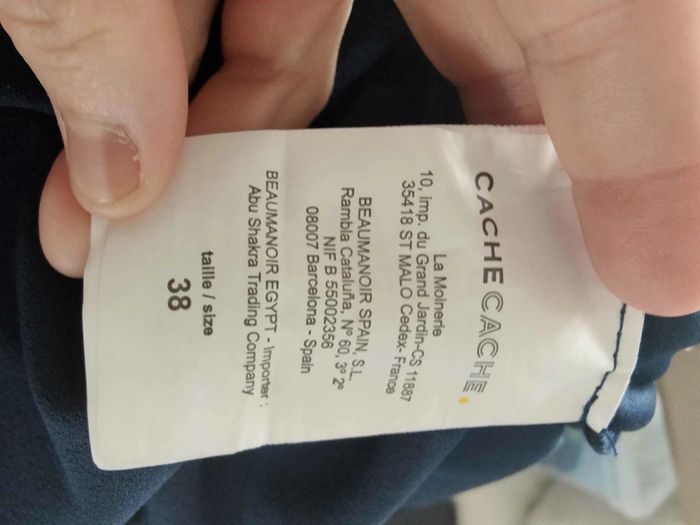 CACHE CACHE.
La Moinerie
10, imp. du Grand Jardin-CS 11887
35418 ST MALO Cedex- France
BEAUMANOIR SPAIN, S.L.
Rambla Cataluña, Nº 60, 3º 2º
NIF B 55002356
08007 Barcelona - Spain
BEAUMANOIR EGYPT - Importer :
Abu Shakra Trading Company
taille / size
38